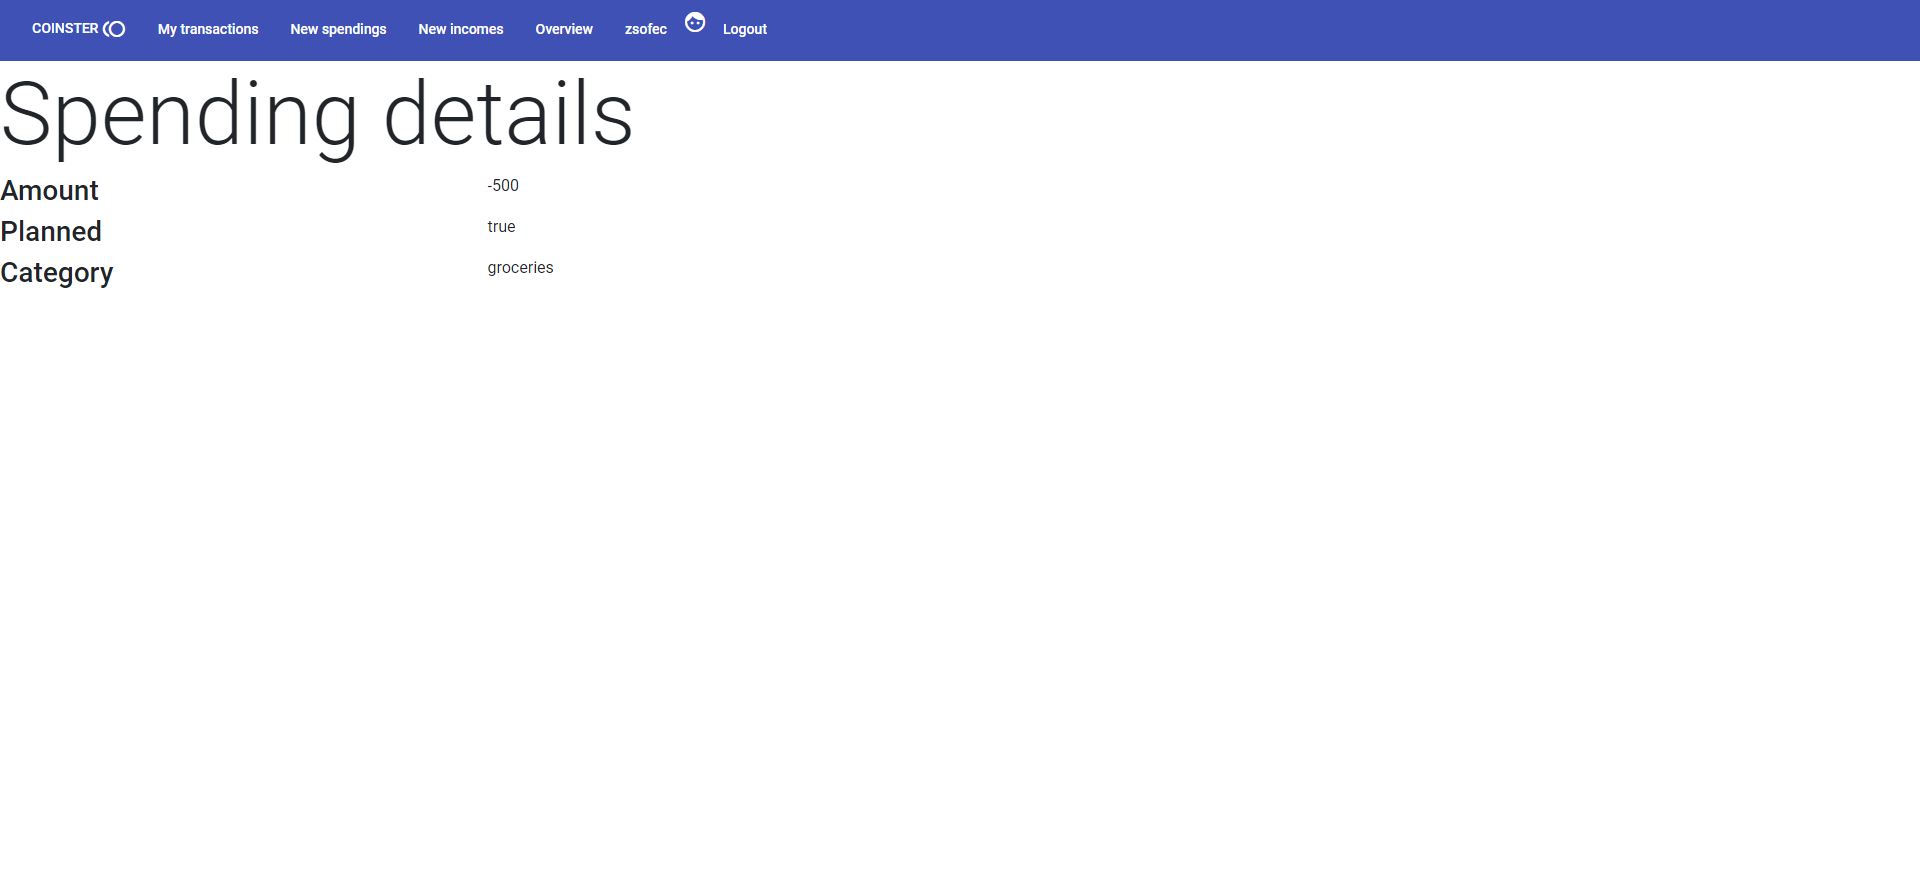 COINSTER My transactions New spendings New incomes Overview zsofec Logout
Spending details
Amount -500
Planned true
Category groceries